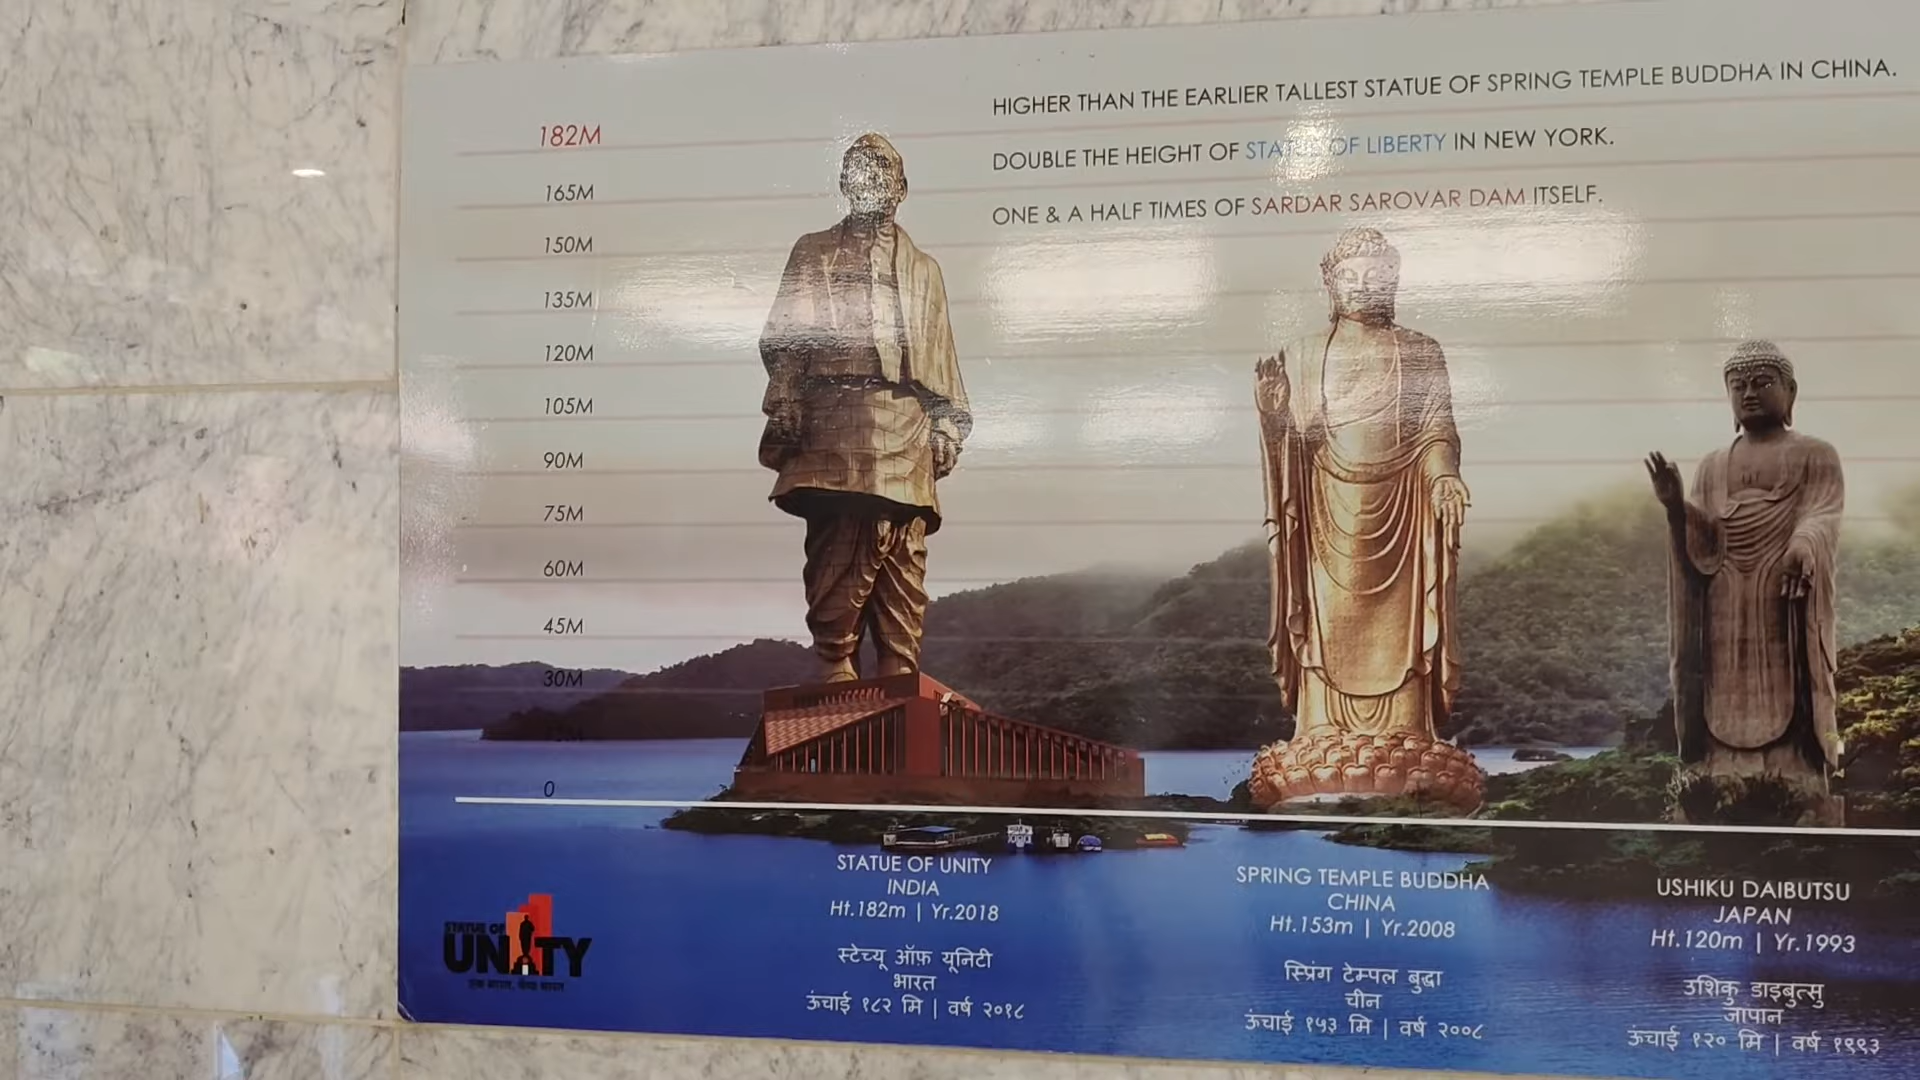 HIGHER THAN THE EARLIER TALLEST STATUE OF SPRING TEMPLE BUDDHA IN CHINA.
DOUBLE THE HEIGHT OF STATUE OF LIBERTY IN NEW YORK.
ONE & A HALF TIMES OF SARDAR SAROVAR DAM ITSELF.
182M
165M
150M
135M
120M
105M
90M
75M
60M
45M
30M
0
STATUE OF UNITY
INDIA
Ht.182m | Yr.2018
स्टेच्यू ऑफ़ यूनिटी
भारत
ऊंचाई १८२ मि | वर्ष २०१८
SPRING TEMPLE BUDDHA
CHINA
Ht.153m | Yr.2008
स्प्रिंग टेम्पल बुद्धा
चीन
ऊंचाई १५३ मि | वर्ष २००८
USHIKU DAIBUTSU
JAPAN
Ht.120m | Yr.1993
उशिकु डाइबुत्सु
जापान
ऊंचाई १२० मि | वर्ष १९९३
STATUE OF
UNITY